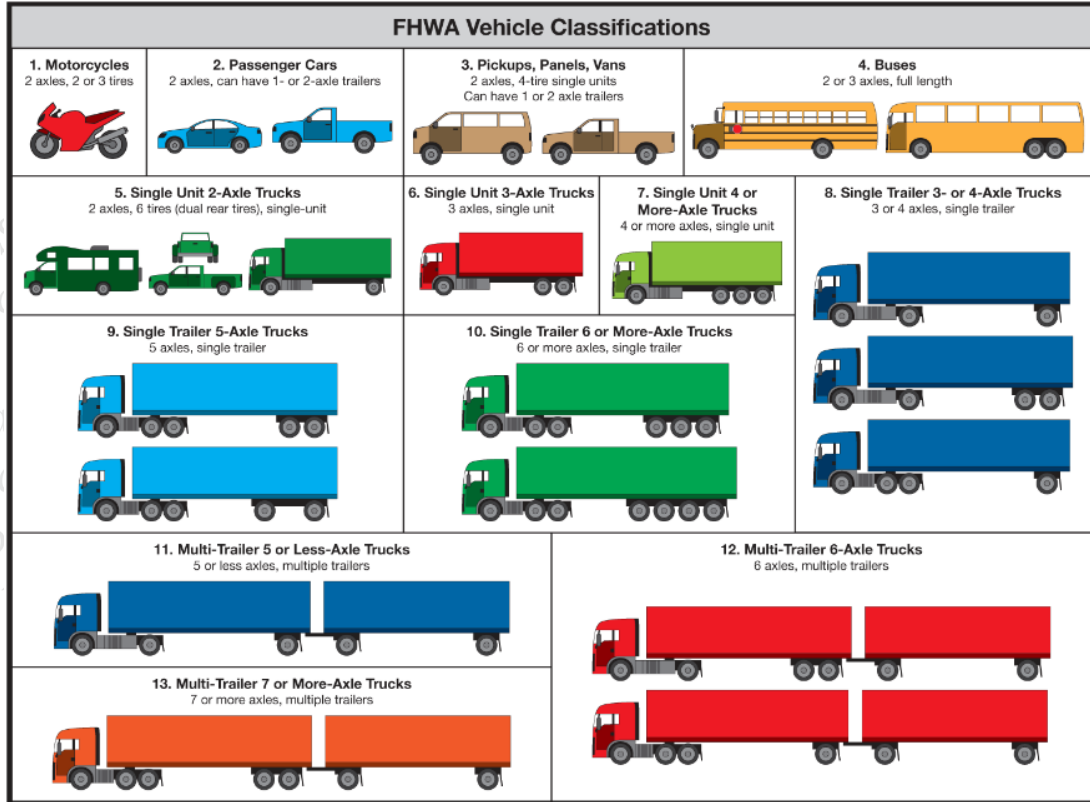 FHWA Vehicle Classifications
1. Motorcycles
2 axles, 2 or 3 tires
2. Passenger Cars
2 axles, can have 1- or 2-axle trailers
3. Pickups, Panels, Vans
2 axles, 4-tire single units
Can have 1 or 2 axle trailers
4. Buses
2 or 3 axles, full length
5. Single Unit 2-Axle Trucks
2 axles, 6 tires (dual rear tires), single-unit
6. Single Unit 3-Axle Trucks
3 axles, single unit
7. Single Unit 4 or
More-Axle Trucks
4 or more axles, single unit
8. Single Trailer 3- or 4-Axle Trucks
3 or 4 axles, single trailer
9. Single Trailer 5-Axle Trucks
5 axles, single trailer
10. Single Trailer 6 or More-Axle Trucks
6 or more axles, single trailer
11. Multi-Trailer 5 or Less-Axle Trucks
5 or less axles, multiple trailers
12. Multi-Trailer 6-Axle Trucks
6 axles, multiple trailers
13. Multi-Trailer 7 or More-Axle Trucks
7 or more axles, multiple trailers